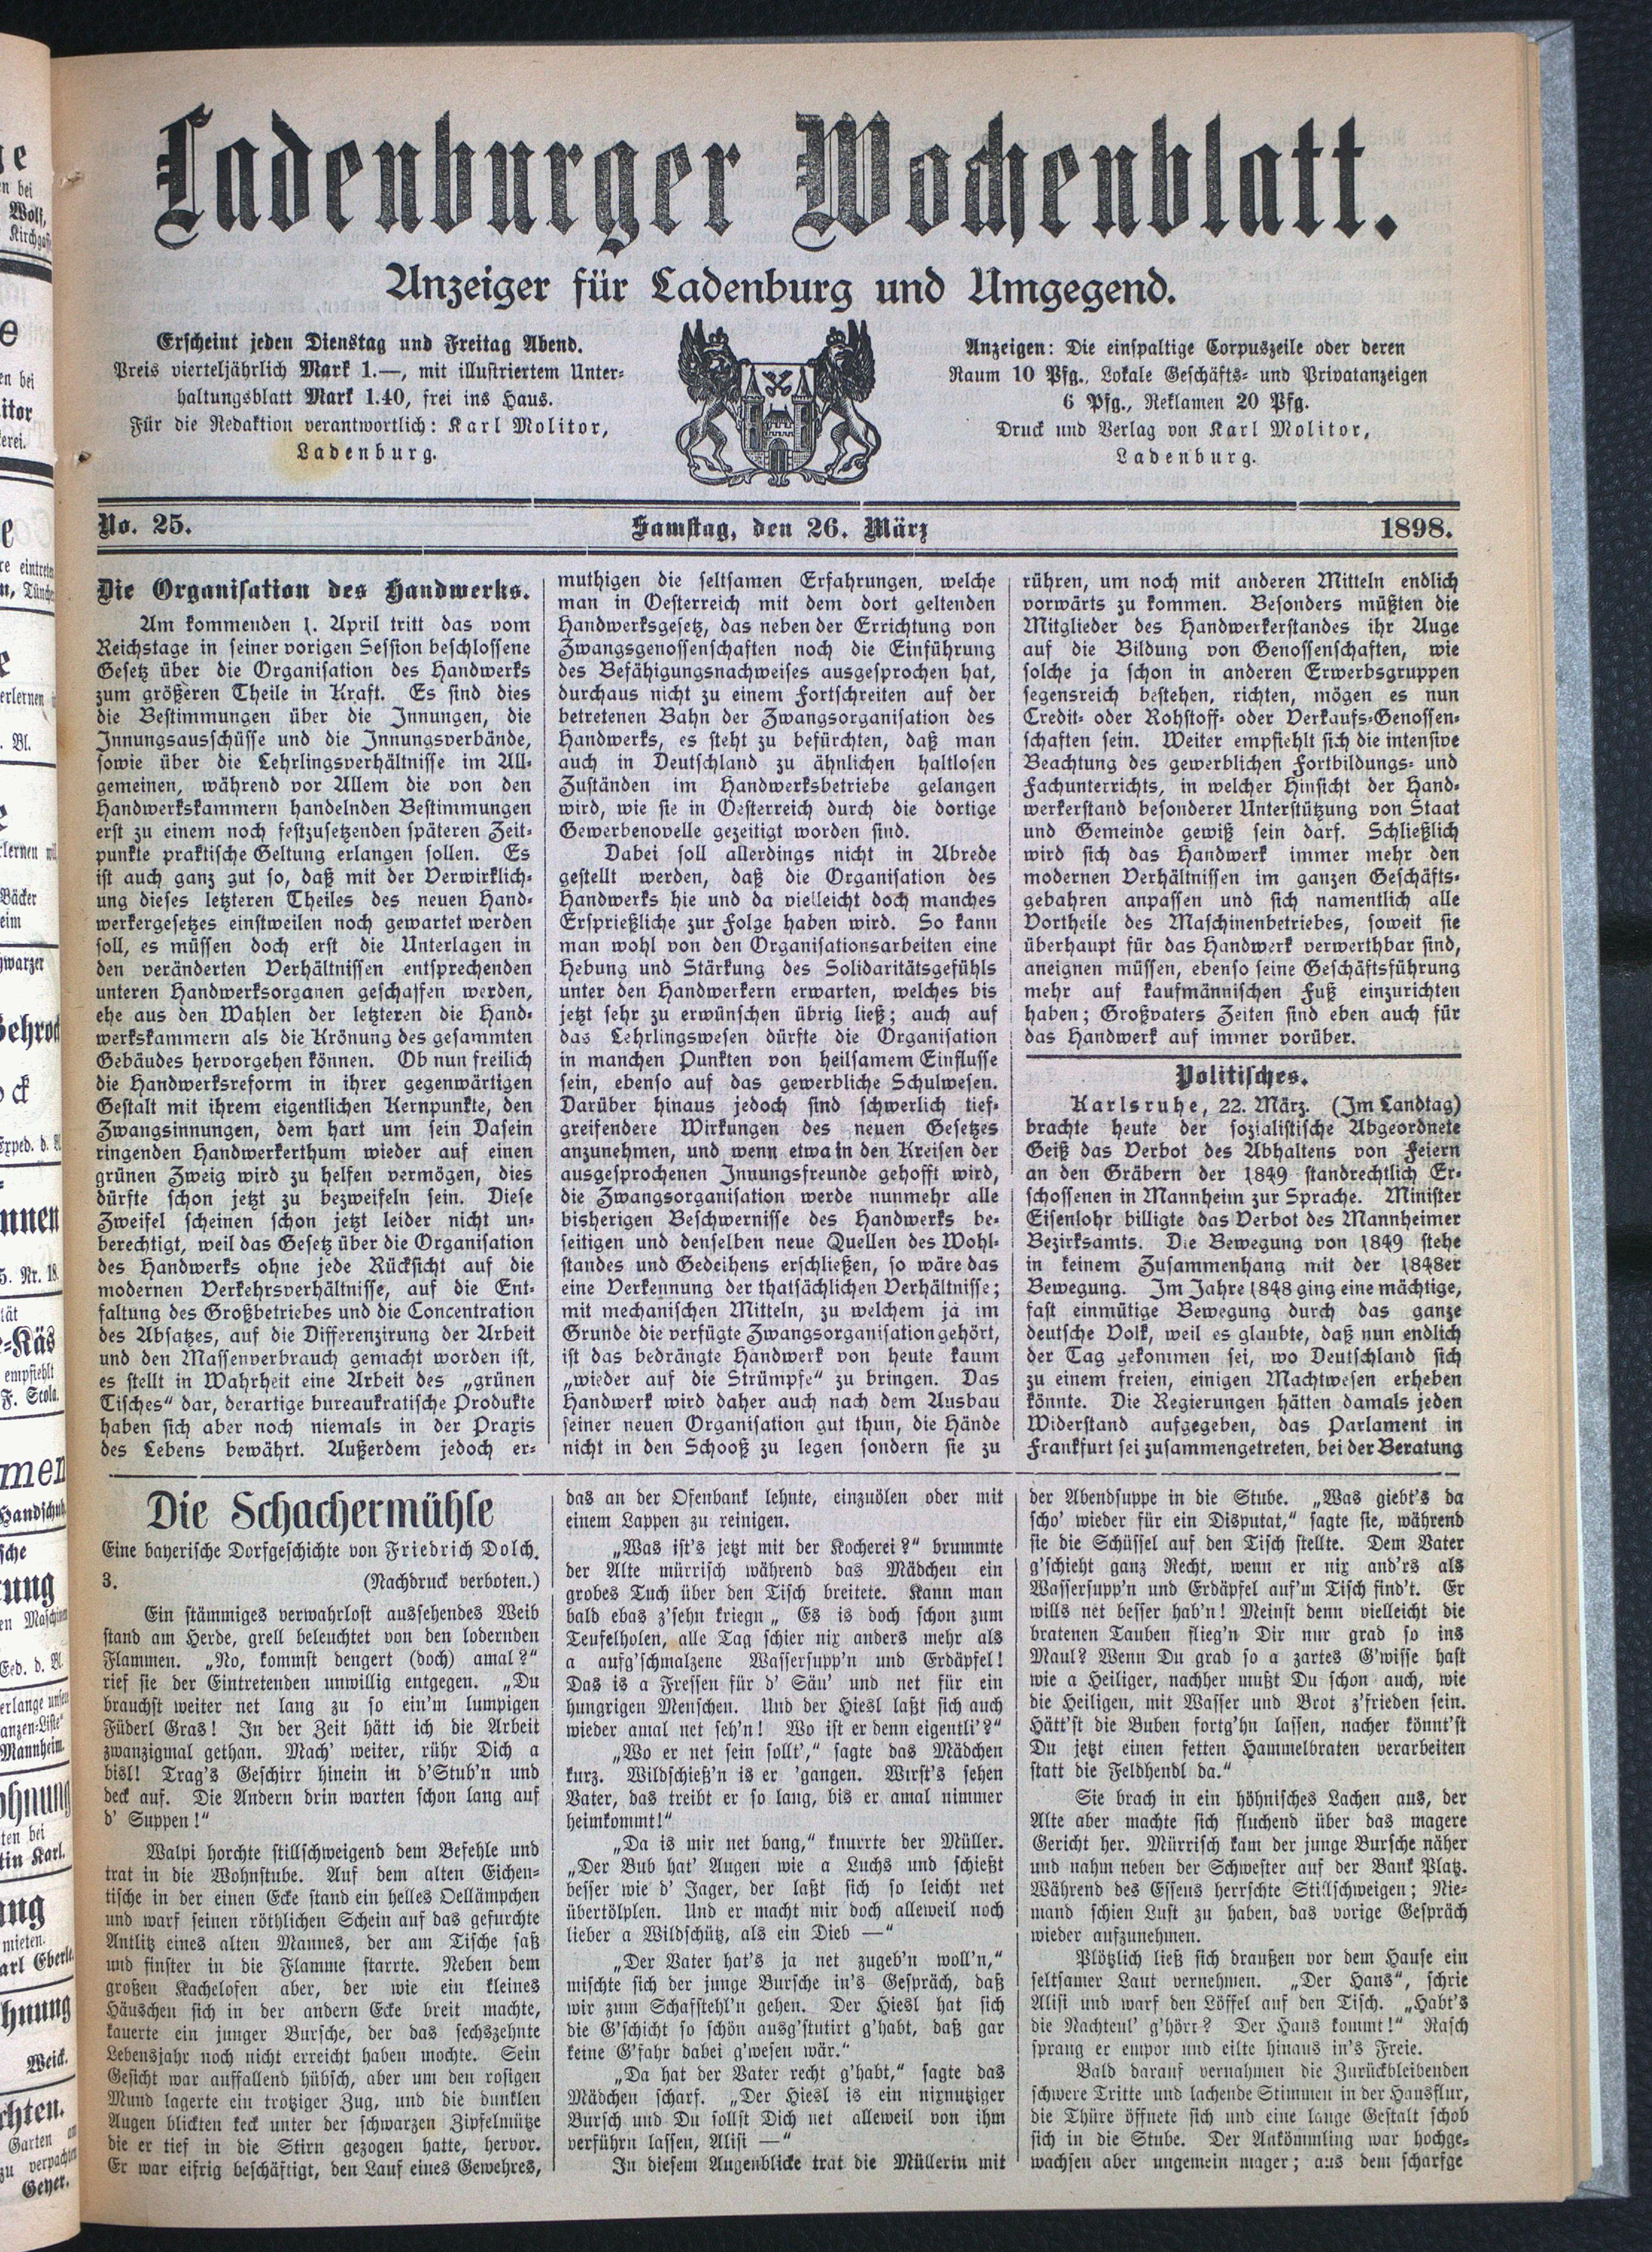 Ladenburger Wochenblatt.
Anzeiger für Ladenburg und Umgegend.
Erscheint jeden Dienstag und Freitag Abend.
Preis vierteljährlich Mark 1.—, mit illustriertem Unter-
haltungsblatt Mark 1.40, frei ins Haus.
Für die Redaktion verantwortlich: Karl Molitor,
Ladenburg.
Anzeigen: Die einspaltige Corpuszeile oder deren
Raum 10 Pfg., Lokale Geschäfts- und Privatanzeigen
6 Pfg., Reklamen 20 Pfg.
Druck und Verlag von Karl Molitor,
Ladenburg.
No. 25.
Samstag, den 26. März
1898.
Die Organisation des Handwerks.
Am kommenden 1. April tritt das vom
Reichstage in seiner vorigen Session beschlossene
Gesetz über die Organisation des Handwerks
zum größeren Theile in Kraft. Es sind dies
die Bestimmungen über die Innungen, die
Innungsausschüsse und die Innungsverbände,
sowie über die Lehrlingsverhältnisse im All-
gemeinen, während vor Allem die von den
Handwerkskammern handelnden Bestimmungen
erst zu einem noch festzusetzenden späteren Zeit-
punkte praktische Geltung erlangen sollen. Es
ist auch ganz gut so, daß mit der Verwirklich-
ung dieses letzteren Theiles des neuen Hand-
werkergesetzes einstweilen noch gewartet werden
soll, es müssen doch erst die Unterlagen in
den veränderten Verhältnissen entsprechenden
unteren Handwerksorganen geschaffen werden,
ehe aus den Wahlen der letzteren die Hand-
werkskammern als die Krönung des gesammten
Gebäudes hervorgehen können. Ob nun freilich
die Handwerksreform in ihrer gegenwärtigen
Gestalt mit ihrem eigentlichen Kernpunkte, den
Zwangsinnungen, dem hart um sein Dasein
ringenden Handwerkerthum wieder auf einen
grünen Zweig wird zu helfen vermögen, dies
dürfte schon jetzt zu bezweifeln sein. Diese
Zweifel scheinen schon jetzt leider nicht un-
berechtigt, weil das Gesetz über die Organisation
des Handwerks ohne jede Rücksicht auf die
modernen Verkehrsverhältnisse, auf die Ent-
faltung des Großbetriebes und die Concentration
des Absatzes, auf die Differenzirung der Arbeit
und den Massenverbrauch gemacht worden ist,
es stellt in Wahrheit eine Arbeit des „grünen
Tisches“ dar, derartige bureaukratische Produkte
haben sich aber noch niemals in der Praxis
des Lebens bewährt. Außerdem jedoch er-
muthigen die seltsamen Erfahrungen, welche
man in Oesterreich mit dem dort geltenden
Handwerksgesetz, das neben der Errichtung von
Zwangsgenossenschaften noch die Einführung
des Befähigungsnachweises ausgesprochen hat,
durchaus nicht zu einem Fortschreiten auf der
betretenen Bahn der Zwangsorganisation des
Handwerks, es steht zu befürchten, daß man
auch in Deutschland zu ähnlichen haltlosen
Zuständen im Handwerksbetriebe gelangen
wird, wie sie in Oesterreich durch die dortige
Gewerbenovelle gezeitigt worden sind.
Dabei soll allerdings nicht in Abrede
gestellt werden, daß die Organisation des
Handwerks hie und da vielleicht doch manches
Ersprießliche zur Folge haben wird. So kann
man wohl von den Organisationsarbeiten eine
Hebung und Stärkung des Solidaritätsgefühls
unter den Handwerkern erwarten, welches bis
jetzt sehr zu erwünschen übrig ließ; auch auf
das Lehrlingswesen dürfte die Organisation
in manchen Punkten von heilsamem Einflusse
sein, ebenso auf das gewerbliche Schulwesen.
Darüber hinaus jedoch sind schwerlich tief-
greifendere Wirkungen des neuen Gesetzes
anzunehmen, und wenn etwa in den Kreisen der
ausgesprochenen Innungsfreunde gehofft wird,
die Zwangsorganisation werde nunmehr alle
bisherigen Beschwernisse des Handwerks be-
seitigen und denselben neue Quellen des Wohl-
standes und Gedeihens erschließen, so wäre das
eine Verkennung der thatsächlichen Verhältnisse;
mit mechanischen Mitteln, zu welchem ja im
Grunde die verfügte Zwangsorganisation gehört,
ist das bedrängte Handwerk von heute kaum
„wieder auf die Strümpfe“ zu bringen. Das
Handwerk wird daher auch nach dem Ausbau
seiner neuen Organisation gut thun, die Hände
nicht in den Schooß zu legen sondern sie zu
rühren, um noch mit anderen Mitteln endlich
vorwärts zu kommen. Besonders müßten die
Mitglieder des Handwerkerstandes ihr Auge
auf die Bildung von Genossenschaften, wie
solche ja schon in anderen Erwerbsgruppen
segensreich bestehen, richten, mögen es nun
Credit- oder Rohstoff- oder Verkaufs-Genossen-
schaften sein. Weiter empfiehlt sich die intensive
Beachtung des gewerblichen Fortbildungs- und
Fachunterrichts, in welcher Hinsicht der Hand-
werkerstand besonderer Unterstützung von Staat
und Gemeinde gewiß sein darf. Schließlich
wird sich das Handwerk immer mehr den
modernen Verhältnissen im ganzen Geschäfts-
gebahren anpassen und sich namentlich alle
Vortheile des Maschinenbetriebes, soweit sie
überhaupt für das Handwerk verwerthbar sind,
aneignen müssen, ebenso seine Geschäftsführung
mehr auf kaufmännischen Fuß einzurichten
haben; Großvaters Zeiten sind eben auch für
das Handwerk auf immer vorüber.
Politisches.
Karlsruhe, 22. März. (Im Landtag)
brachte heute der sozialistische Abgeordnete
Geiß das Verbot des Abhaltens von Feiern
an den Gräbern der 1849 standrechtlich Er-
schossenen in Mannheim zur Sprache. Minister
Eisenlohr billigte das Verbot des Mannheimer
Bezirksamts. Die Bewegung von 1849 stehe
in keinem Zusammenhang mit der 1848er
Bewegung. Im Jahre 1848 ging eine mächtige,
fast einmütige Bewegung durch das ganze
deutsche Volk, weil es glaubte, daß nun endlich
der Tag gekommen sei, wo Deutschland sich
zu einem freien, einigen Machtwesen erheben
könnte. Die Regierungen hätten damals jeden
Widerstand aufgegeben, das Parlament in
Frankfurt sei zusammengetreten, bei der Beratung
Die Schachermühle
Eine bayerische Dorfgeschichte von Friedrich Dolch.
3. (Nachdruck verboten.)
Ein stämmiges verwahrlost aussehendes Weib
stand am Herde, grell beleuchtet von den lodernden
Flammen. „No, kommst dengert (doch) amal?“
rief sie der Eintretenden unwillig entgegen. „Du
brauchst weiter net lang zu so ein'm lumpigen
Füderl Gras! In der Zeit hätt ich die Arbeit
zwanzigmal gethan. Mach' weiter, rühr Dich a
bisl! Trag's Geschirr hinein in d'Stub'n und
deck auf. Die Andern drin warten schon lang auf
d' Suppen!“
Walpi horchte stillschweigend dem Befehle und
trat in die Wohnstube. Auf dem alten Eichen-
tische in der einen Ecke stand ein helles Oellämpchen
und warf seinen röthlichen Schein auf das gefurchte
Antlitz eines alten Mannes, der am Tische saß
und finster in die Flamme starrte. Neben dem
großen Kachelofen aber, der wie ein kleines
Häuschen sich in der andern Ecke breit machte,
kauerte ein junger Bursche, der das sechszehnte
Lebensjahr noch nicht erreicht haben mochte. Sein
Gesicht war auffallend hübsch, aber um den rosigen
Mund lagerte ein trotziger Zug, und die dunklen
Augen blickten keck unter der schwarzen Zipfelmütze
die er tief in die Stirn gezogen hatte, hervor.
Er war eifrig beschäftigt, den Lauf eines Gewehres,
das an der Ofenbank lehnte, einzuölen oder mit
einem Lappen zu reinigen.
„Was ist's jetzt mit der Kocherei?“ brummte
der Alte mürrisch während das Mädchen ein
grobes Tuch über den Tisch breitete. Kann man
bald ebas z'sehn kriegn„ Es is doch schon zum
Teufelholen, alle Tag schier nix anders mehr als
a aufg'schmalzene Wassersupp'n und Erdäpfel!
Das is a Fressen für d' Säu' und net für ein
hungrigen Menschen. Und der Hiesl laßt sich auch
wieder amal net seh'n! Wo ist er denn eigentli'?“
„Wo er net sein sollt',“ sagte das Mädchen
kurz. Wildschieß'n is er 'gangen. Wirst's sehen
Vater, das treibt er so lang, bis er amal nimmer
heimkommt!“
„Da is mir net bang,“ knurrte der Müller.
„Der Bub hat' Augen wie a Luchs und schießt
besser wie d' Jager, der laßt sich so leicht net
übertölplen. Und er macht mir doch alleweil noch
lieber a Wildschütz, als ein Dieb —“
„Der Vater hat's ja net zugeb'n woll'n,“
mischte sich der junge Bursche in's Gespräch, daß
wir zum Schafstehl'n gehen. Der Hiesl hat sich
die G'schicht so schön ausg'stutirt g'habt, daß gar
keine G'fahr dabei g'wesen wär.“
„Da hat der Vater recht g'habt,“ sagte das
Mädchen scharf. „Der Hiesl is ein nixnutziger
Bursch und Du sollst Dich net alleweil von ihm
verführn lassen, Alisi —“
In diesem Augenblicke trat die Müllerin mit
der Abendsuppe in die Stube. „Was giebt's da
scho' wieder für ein Disputat,“ sagte sie, während
sie die Schüssel auf den Tisch stellte. Dem Vater
g'schieht ganz Recht, wenn er nix and'rs als
Wassersupp'n und Erdäpfel auf'm Tisch find't. Er
wills net besser hab'n! Meinst denn vielleicht die
bratenen Tauben flieg'n Dir nur grad so ins
Maul? Wenn Du grad so a zartes G'wisse hast
wie a Heiliger, nachher mußt Du schon auch, wie
die Heiligen, mit Wasser und Brot z'frieden sein.
Hätt'st die Buben fortg'hn lassen, nacher könnt'st
Du jetzt einen fetten Hammelbraten verarbeiten
statt die Feldhendl da.“
Sie brach in ein höhnisches Lachen aus, der
Alte aber machte sich fluchend über das magere
Gericht her. Mürrisch kam der junge Bursche näher
und nahm neben der Schwester auf der Bank Platz.
Während des Essens herrschte Stillschweigen; Nie-
mand schien Lust zu haben, das vorige Gespräch
wieder aufzunehmen.
Plötzlich ließ sich draußen vor dem Hause ein
seltsamer Laut vernehmen. „Der Hans“, schrie
Alisi und warf den Löffel auf den Tisch. „Habt's
die Nachteul' g'hört? Der Hans kommt!“ Rasch
sprang er empor und eilte hinaus in's Freie.
Bald darauf vernahmen die Zurückbleibenden
schwere Tritte und lachende Stimmen in der Hausflur,
die Thüre öffnete sich und eine lange Gestalt schob
sich in die Stube. Der Ankömmling war hochge-
wachsen aber ungemein mager; aus dem scharfge